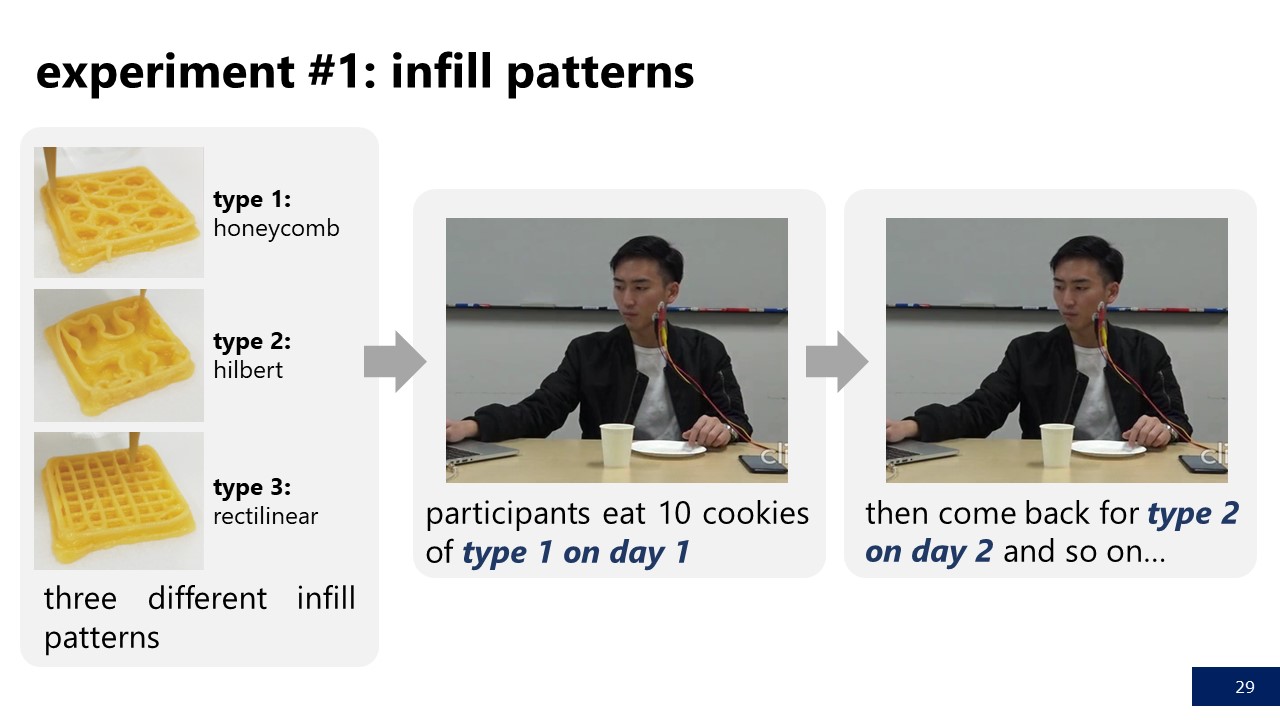 experiment #1: infill patterns
type 1:
honeycomb
type 2:
hilbert
type 3:
rectilinear
three different infill
patterns
participants eat 10 cookies
of type 1 on day 1
then come back for type 2
on day 2 and so on...
29